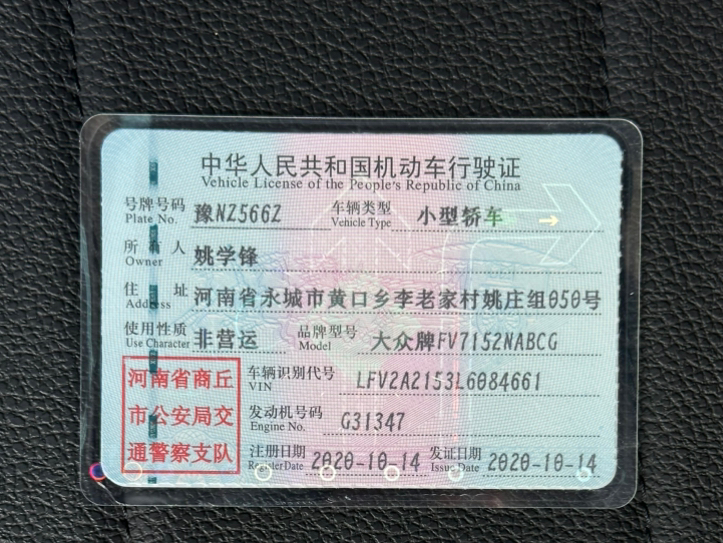 中华人民共和国机动车行驶证
Vehicle License of the People's Republic of China
号牌号码 豫NZ566Z 车辆类型 小型轿车
Plate No. Vehicle Type
所有人 姚学锋
Owner
住址 河南省永城市黄口乡李老家村姚庄组050号
Address
使用性质 非营运 品牌型号 大众牌FV7152NABCG
Use Character Model
河南省商丘 车辆识别代号 LFV2A2153L6084661
VIN
市公安局交 发动机号码 G31347
Engine No.
通警察支队 注册日期 2020-10-14 发证日期 2020-10-14
Register Date Issue Date